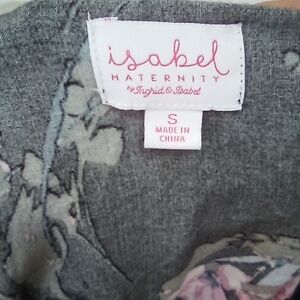 isabel
MATERNITY
by Ingrid & Isabel
S
MADE IN
CHINA